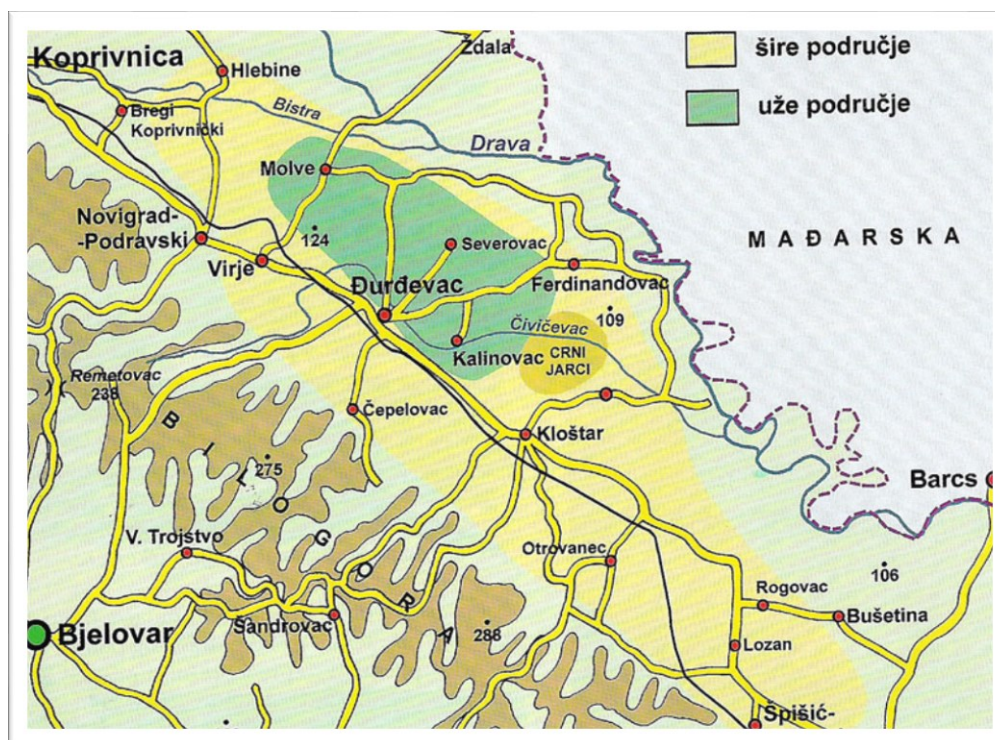 Koprivnica
Ždala
šire područje
Hlebine
Bregi
Koprivnički
Bistra
uže područje
Drava
Molve
Novigrad-
-Podravski
124
Severovac
MAĐARSKA
Virje
Đurđevac
Ferdinandovac
109
Čivičevac
Kalinovac
CRNI
JARCI
Remetovac
238
Čepelovac
Kloštar
BILOGORA
275
Barcs
V. Trojstvo
Otrovanec
106
Rogovac
Bušetina
Šandrovac
288
Bjelovar
Lozan
Špišić-